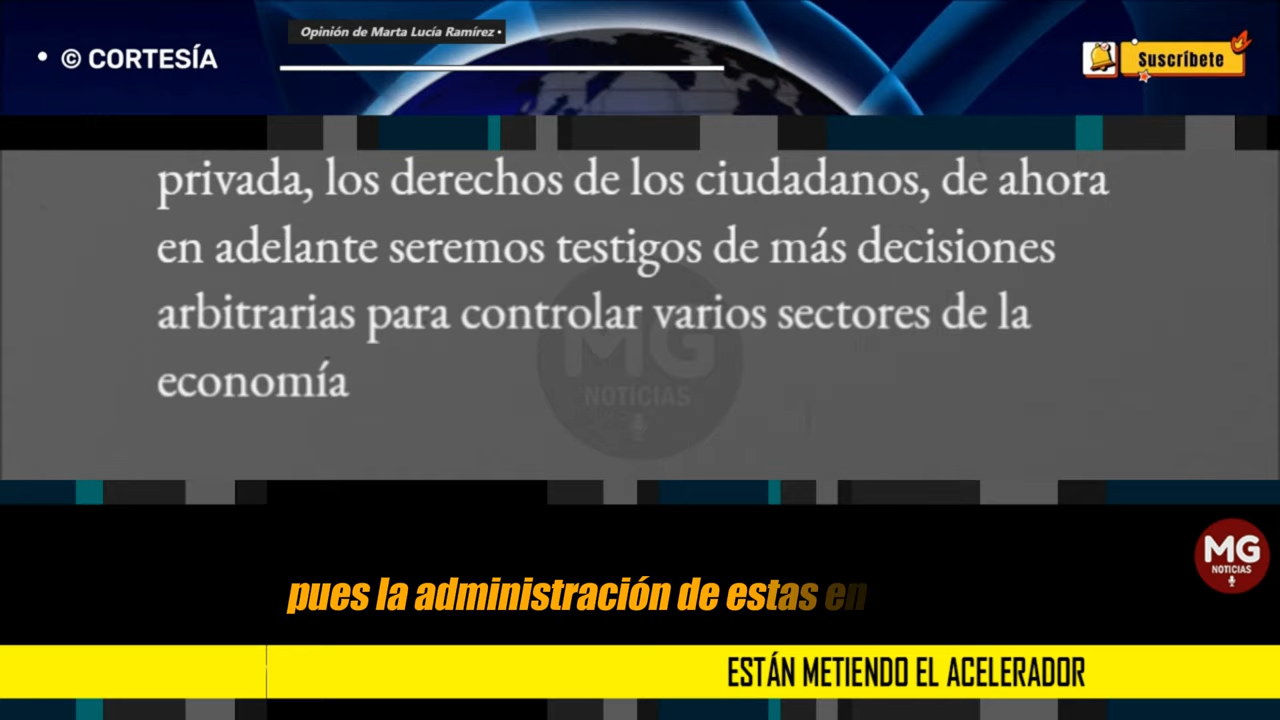 • © CORTESÍA
Opinión de Marta Lucía Ramírez •
Suscríbete
privada, los derechos de los ciudadanos, de ahora
en adelante seremos testigos de más decisiones
arbitrarias para controlar varios sectores de la
economía
MG
NOTICIAS
MG
NOTICIAS
pues la administración de estas en
ESTÁN METIENDO EL ACELERADOR